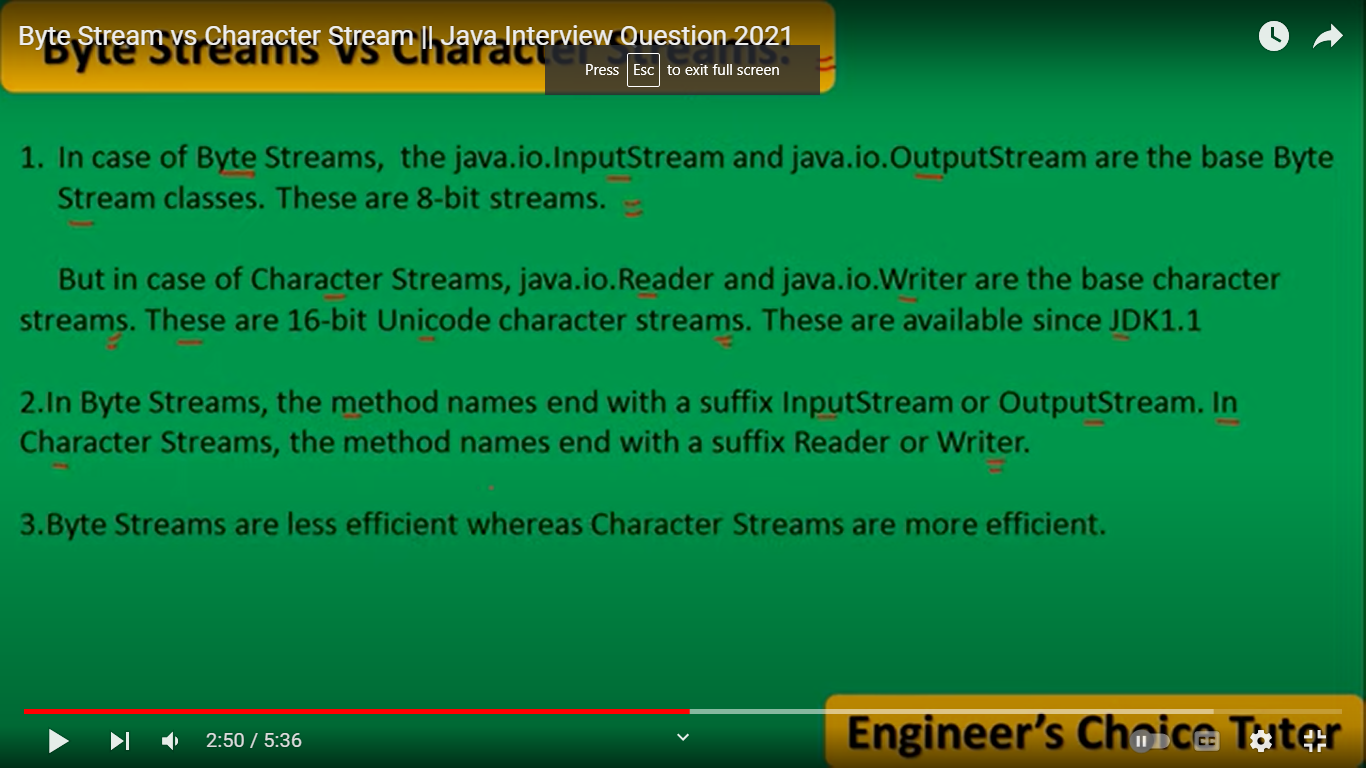 Byte Stream vs Character Stream || Java Interview Question 2021
Byte Streams vs Character Streams.
Press Esc to exit full screen
1. In case of Byte Streams, the java.io.InputStream and java.io.OutputStream are the base Byte
Stream classes. These are 8-bit streams.
But in case of Character Streams, java.io.Reader and java.io.Writer are the base character
streams. These are 16-bit Unicode character streams. These are available since JDK1.1
2.In Byte Streams, the method names end with a suffix InputStream or OutputStream. In
Character Streams, the method names end with a suffix Reader or Writer.
3.Byte Streams are less efficient whereas Character Streams are more efficient.
Engineer's Choice Tutor
2:50 / 5:36
CC